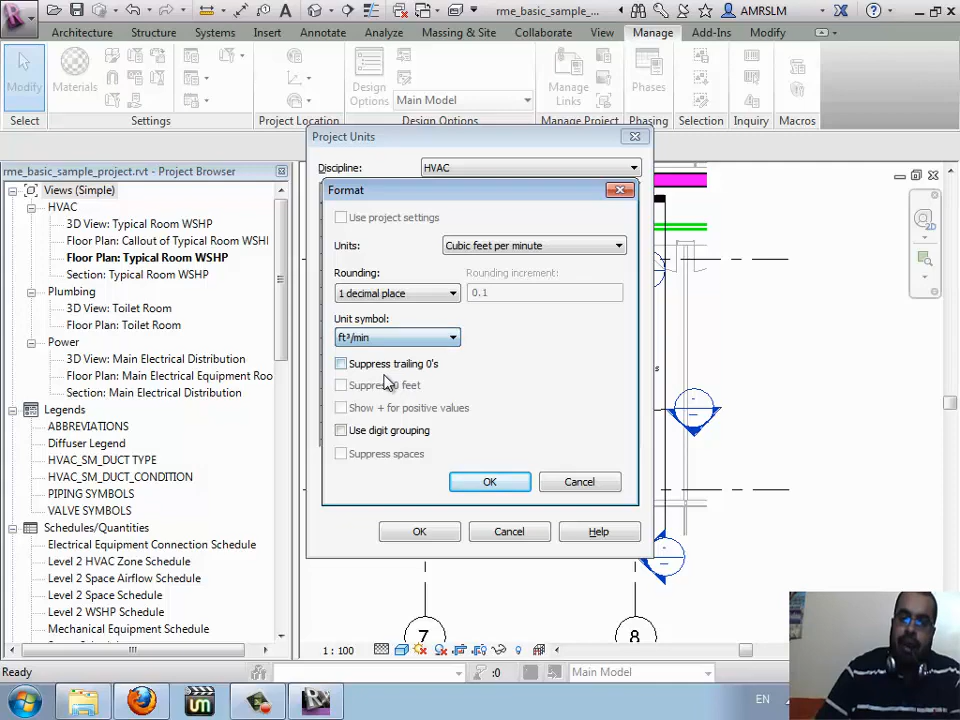 rme_basic_sample_...
AMRSLM
Architecture Structure Systems Insert Annotate Analyze Massing & Site Collaborate View Manage Add-Ins Modify
Modify
Materials
Design
Options
Main Model
Manage
Links
Phases
Select
Settings
Project Location
Design Options
Manage Project
Phasing
Selection
Inquiry
Macros
rme_basic_sample_project.rvt - Project Browser
Views (Simple)
HVAC
3D View: Typical Room WSHP
Floor Plan: Callout of Typical Room WSHI
Floor Plan: Typical Room WSHP
Section: Typical Room WSHP
Plumbing
3D View: Toilet Room
Unit Plan: Toilet Room
Power
3D View: Main Electrical Distribution
Floor Plan: Main Electrical Equipment Roo
Section: Main Electrical Distribution
Legends
ABBREVIATIONS
Diffuser Legend
HVAC_SM_DUCT TYPE
HVAC_SM_DUCT_CONDITION
PIPING SYMBOLS
VALVE SYMBOLS
Schedules/Quantities
Electrical Equipment Connection Schedule
Level 2 HVAC Zone Schedule
Level 2 Space Airflow Schedule
Level 2 Space Schedule
Level 2 WSHP Schedule
Mechanical Equipment Schedule
Project Units
Discipline:
HVAC
Format
Use project settings
Units:
Cubic feet per minute
Rounding:
Rounding increment:
1 decimal place
0.1
Unit symbol:
ft³/min
Suppress trailing 0's
Suppress 0 feet
Show + for positive values
Use digit grouping
Suppress spaces
OK
Cancel
OK
Cancel
Help
2D
s
7
8
1 : 100
Ready
:0
Main Model
EN